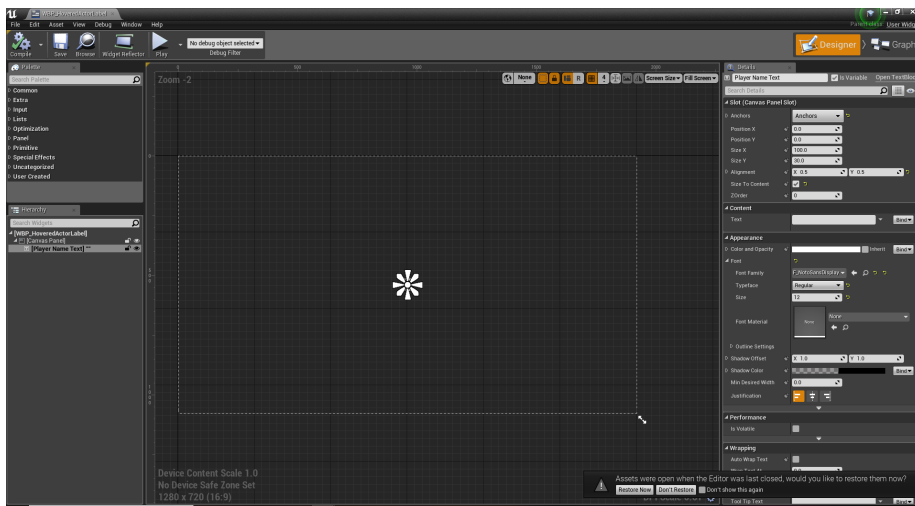 WBP_HoveredActorLabel
File Edit Asset View Debug Window Help
Parent class: User Widg
Compile Save Browse Widget Reflector Play
No debug object selected
Debug Filter
Designer Graph
Palette
Search Palette
Common
Extra
Input
Lists
Optimization
Panel
Primitive
Special Effects
Uncategorized
User Created
Hierarchy
Search Widgets
[WBP_HoveredActorLabel]
[Canvas Panel]
[Player Name Text] ""
Zoom -2
None R 4 Screen Size Fill Screen
Device Content Scale 1.0
No Device Safe Zone Set
1280 x 720 (16:9)
Details
Player Name Text Is Variable Open TextBloc
Search Details
Slot (Canvas Panel Slot)
Anchors Anchors
Position X 0.0
Position Y 0.0
Size X 100.0
Size Y 30.0
Alignment X 0.5 Y 0.5
Size To Content
ZOrder 0
Content
Text Bind
Appearance
Color and Opacity Inherit Bind
Font
Font Family F_NotoSansDisplay
Typeface Regular
Size 12
Font Material None None
Outline Settings
Shadow Offset X 1.0 Y 1.0
Shadow Color Bind
Min Desired Width 0.0
Justification
Performance
Is Volatile
Wrapping
Auto Wrap Text
Assets were open when the Editor was last closed, would you like to restore them now?
Restore Now Don't Restore Don't show this again
Tool Tip Text Bind